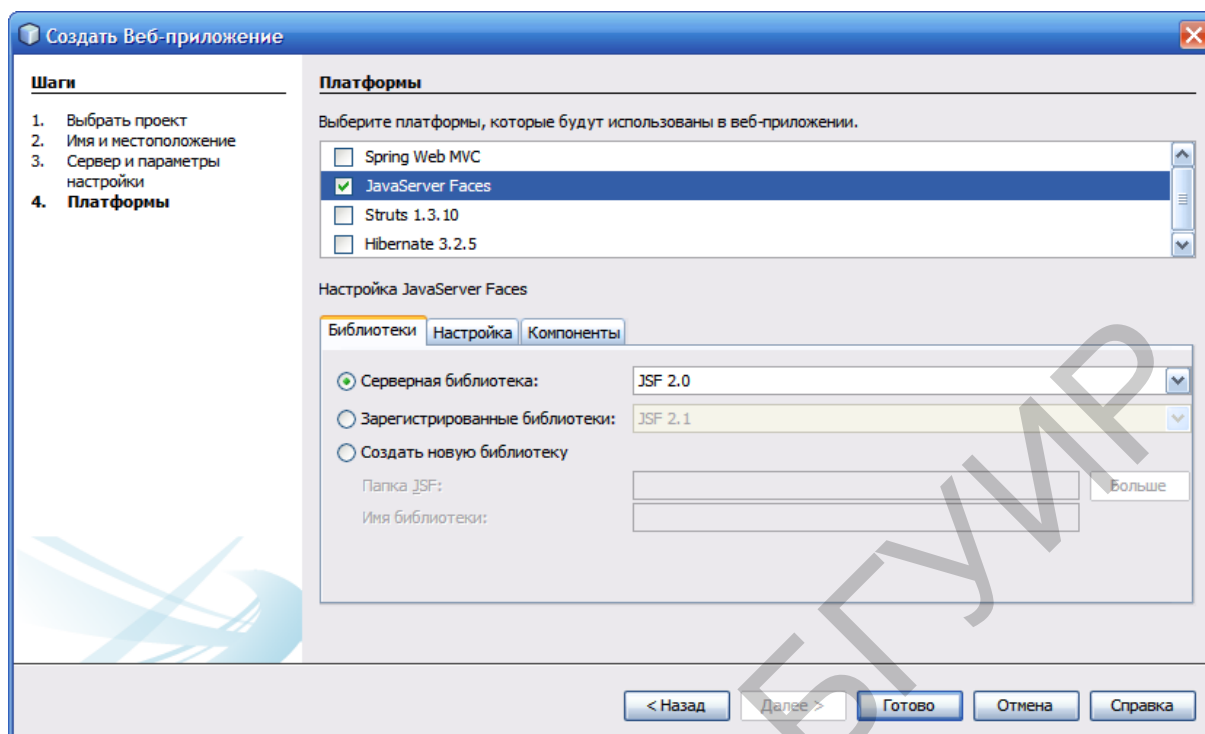 Создать Веб-приложение
Шаги
1. Выбрать проект
2. Имя и местоположение
3. Сервер и параметры
настройки
4. Платформы
Платформы
Выберите платформы, которые будут использованы в веб-приложении.
Spring Web MVC
JavaServer Faces
Struts 1.3.10
Hibernate 3.2.5
Настройка JavaServer Faces
Библиотеки Настройка Компоненты
Серверная библиотека: JSF 2.0
Зарегистрированные библиотеки: JSF 2.1
Создать новую библиотеку
Папка JSF: Больше
Имя библиотеки:
< Назад Далее > Готово Отмена Справка
БГУИР